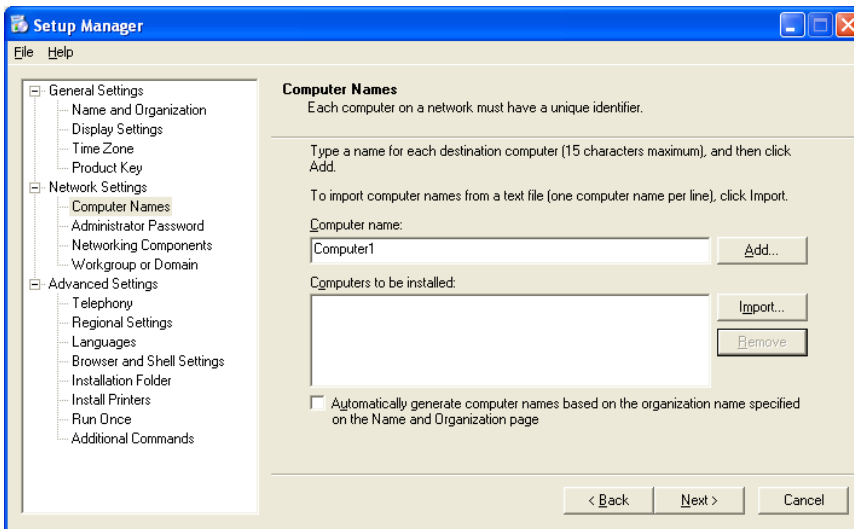 Setup Manager
File Help
General Settings
Name and Organization
Display Settings
Time Zone
Product Key
Network Settings
Computer Names
Administrator Password
Networking Components
Workgroup or Domain
Advanced Settings
Telephony
Regional Settings
Languages
Browser and Shell Settings
Installation Folder
Install Printers
Run Once
Additional Commands
Computer Names
Each computer on a network must have a unique identifier.
Type a name for each destination computer (15 characters maximum), and then click
Add.
To import computer names from a text file (one computer name per line), click Import.
Computer name:
Computer1
Add...
Computers to be installed:
Import...
Remove
Automatically generate computer names based on the organization name specified
on the Name and Organization page
< Back
Next >
Cancel